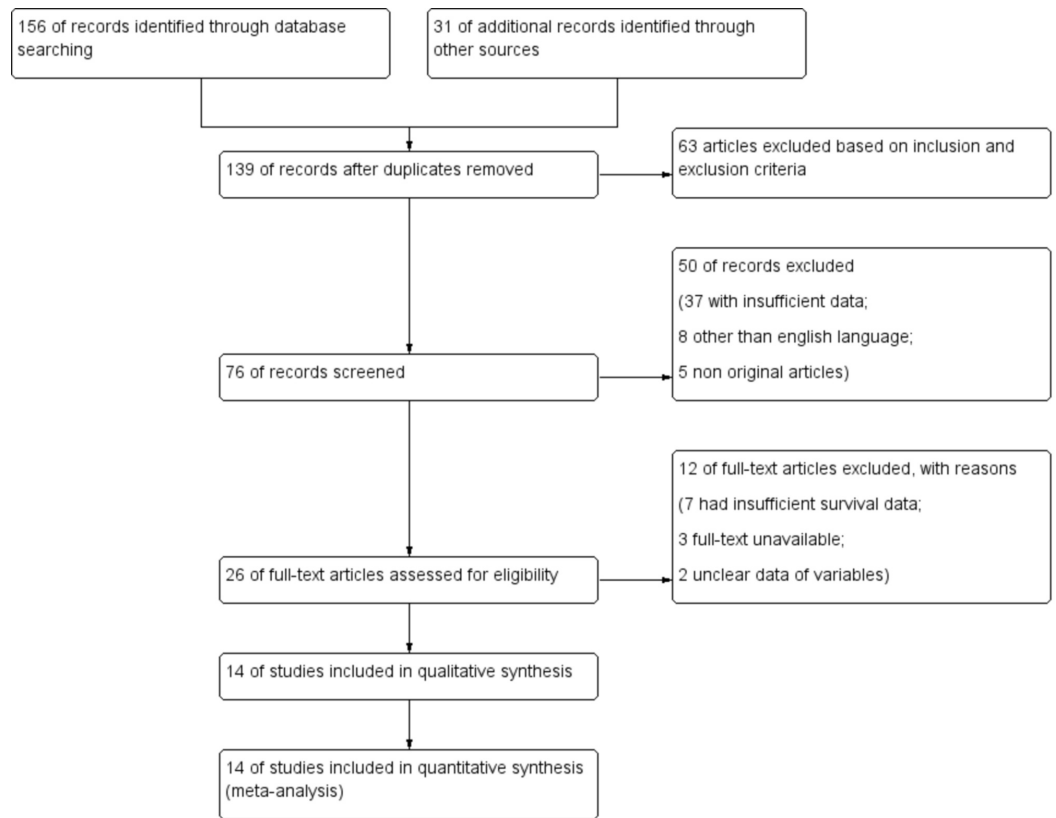 156 of records identified through database
searching
31 of additional records identified through
other sources
139 of records after duplicates removed
63 articles excluded based on inclusion and
exclusion criteria
50 of records excluded
(37 with insufficient data;
8 other than english language;
5 non original articles)
76 of records screened
12 of full-text articles excluded, with reasons
(7 had insufficient survival data;
3 full-text unavailable;
2 unclear data of variables)
26 of full-text articles assessed for eligibility
14 of studies included in qualitative synthesis
14 of studies included in quantitative synthesis
(meta-analysis)